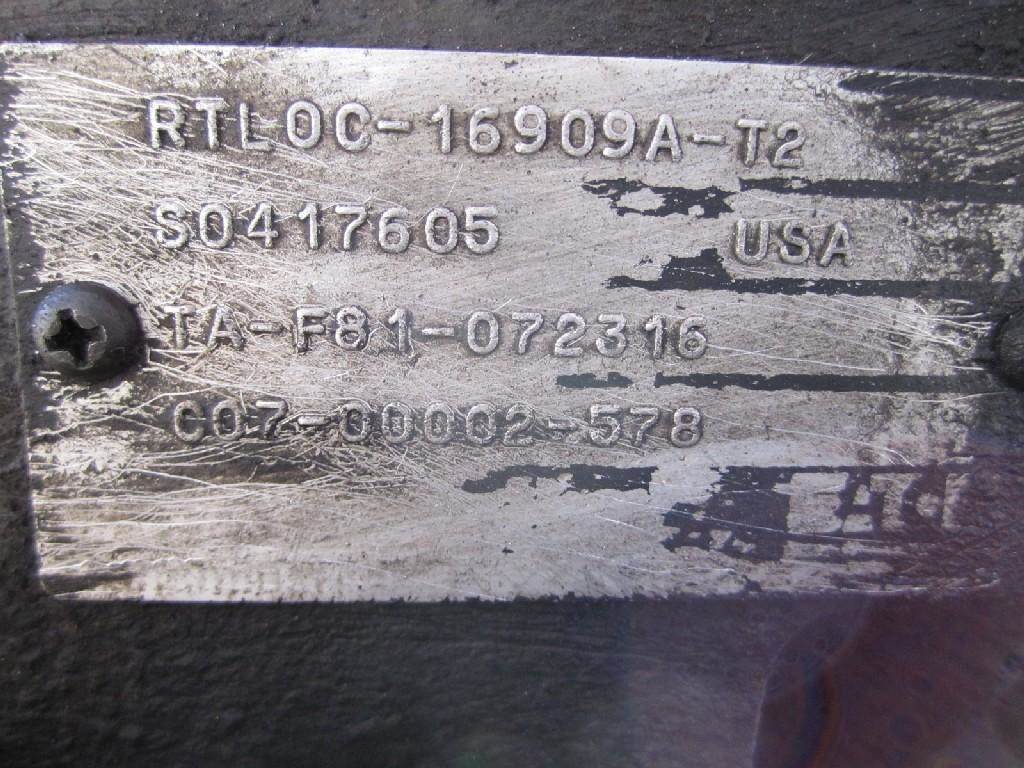 RTLOC-16909A-T2
S0417605 USA
TA-F81-072316
C07-00002-578